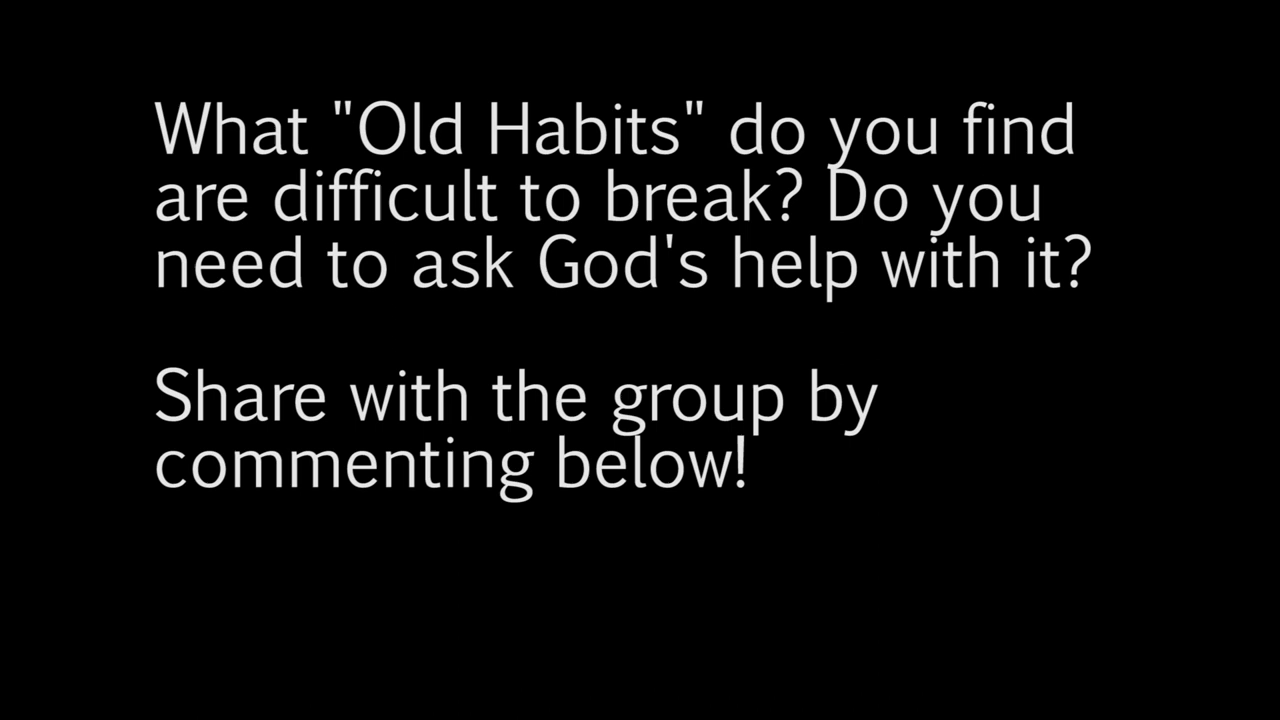 What "Old Habits" do you find
are difficult to break? Do you
need to ask God's help with it?
Share with the group by
commenting below!